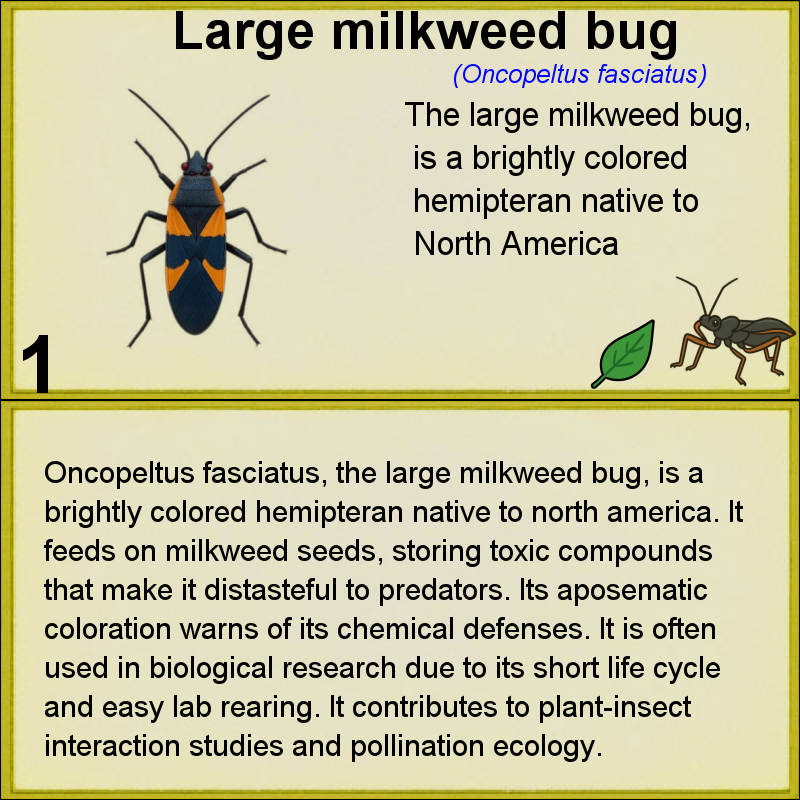 Large milkweed bug
(Oncopeltus fasciatus)
The large milkweed bug,
is a brightly colored
hemipteran native to
North America
1
Oncopeltus fasciatus, the large milkweed bug, is a
brightly colored hemipteran native to north america. It
feeds on milkweed seeds, storing toxic compounds
that make it distasteful to predators. Its aposematic
coloration warns of its chemical defenses. It is often
used in biological research due to its short life cycle
and easy lab rearing. It contributes to plant-insect
interaction studies and pollination ecology.